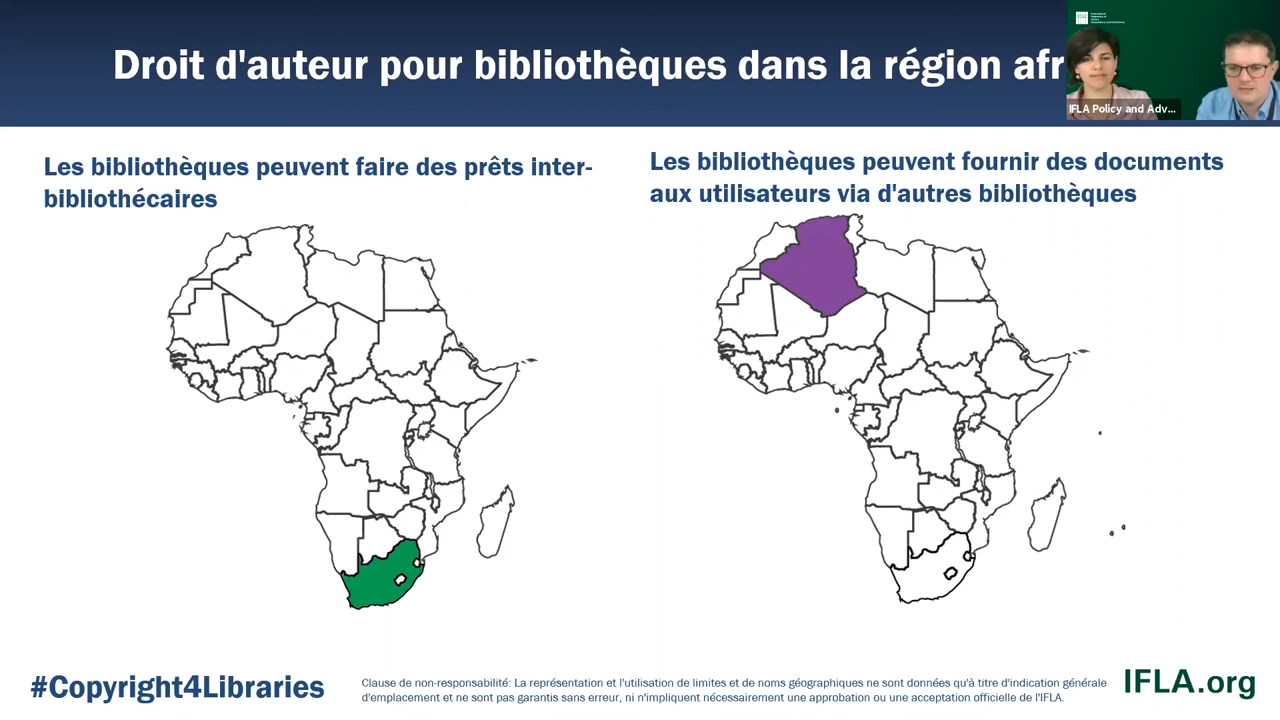 Droit d'auteur pour bibliothèques dans la région afr
IFLA Policy and Adv...
Les bibliothèques peuvent faire des prêts inter-
bibliothécaires
Les bibliothèques peuvent fournir des documents
aux utilisateurs via d'autres bibliothèques
#Copyright4Libraries
Clause de non-responsabilité: La représentation et l'utilisation de limites et de noms géographiques ne sont données qu'à titre d'indication générale
d'emplacement et ne sont pas garantis sans erreur, ni n'impliquent nécessairement une approbation ou une acceptation officielle de l'IFLA.
IFLA.org